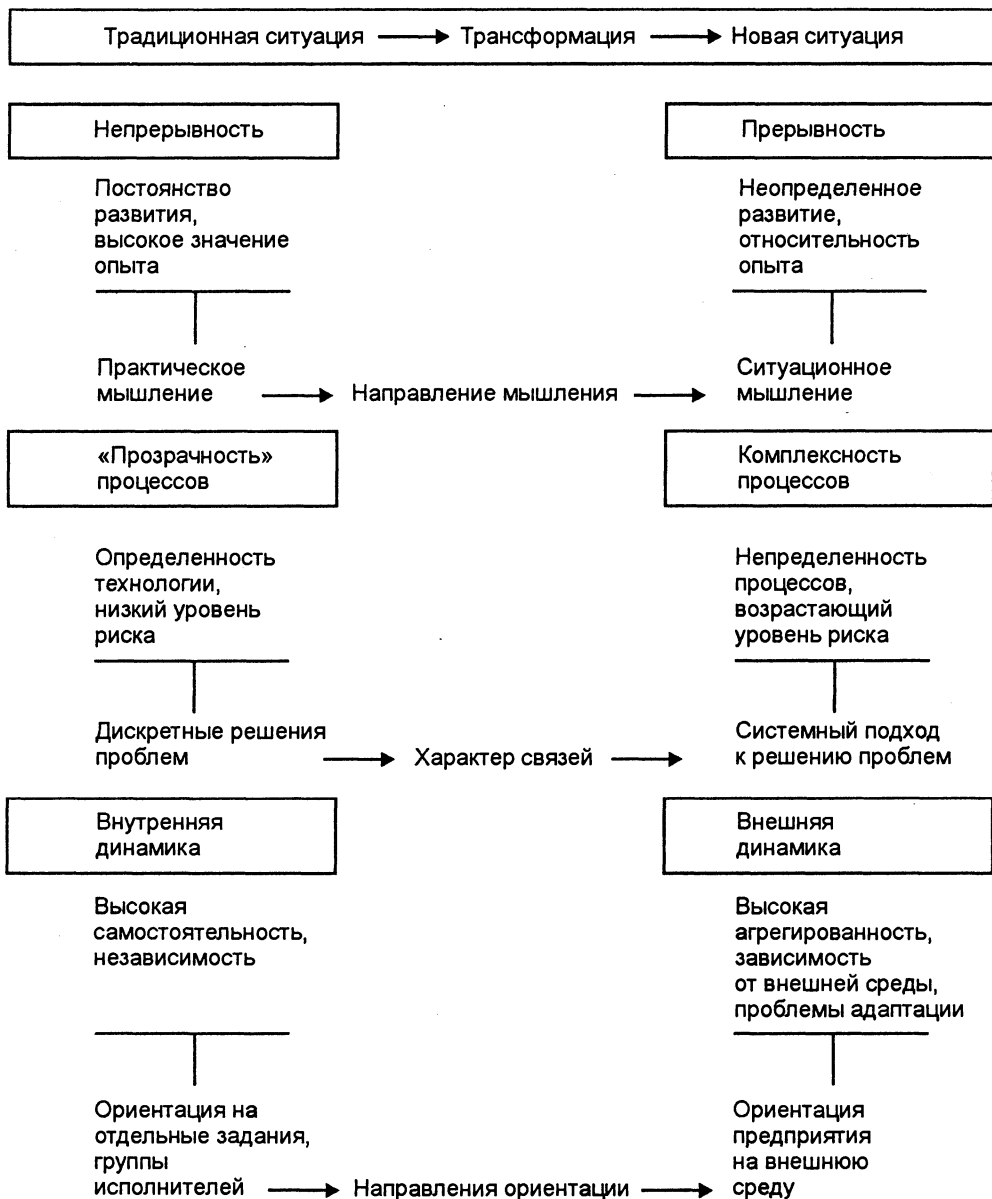 Традиционная ситуация → Трансформация → Новая ситуация
Непрерывность
Прерывность
Постоянство
развития,
высокое значение
опыта
Неопределенное
развитие,
относительность
опыта
Практическое
мышление
Направление мышления
Ситуационное
мышление
«Прозрачность»
процессов
Комплексность
процессов
Определенность
технологии,
низкий уровень
риска
Непределенность
процессов,
возрастающий
уровень риска
Дискретные решения
проблем
Характер связей
Системный подход
к решению проблем
Внутренняя
динамика
Внешняя
динамика
Высокая
самостоятельность,
независимость
Высокая
агрегированность,
зависимость
от внешней среды,
проблемы адаптации
Ориентация на
отдельные задания,
группы
исполнителей
Направления ориентации
Ориентация
предприятия
на внешнюю
среду